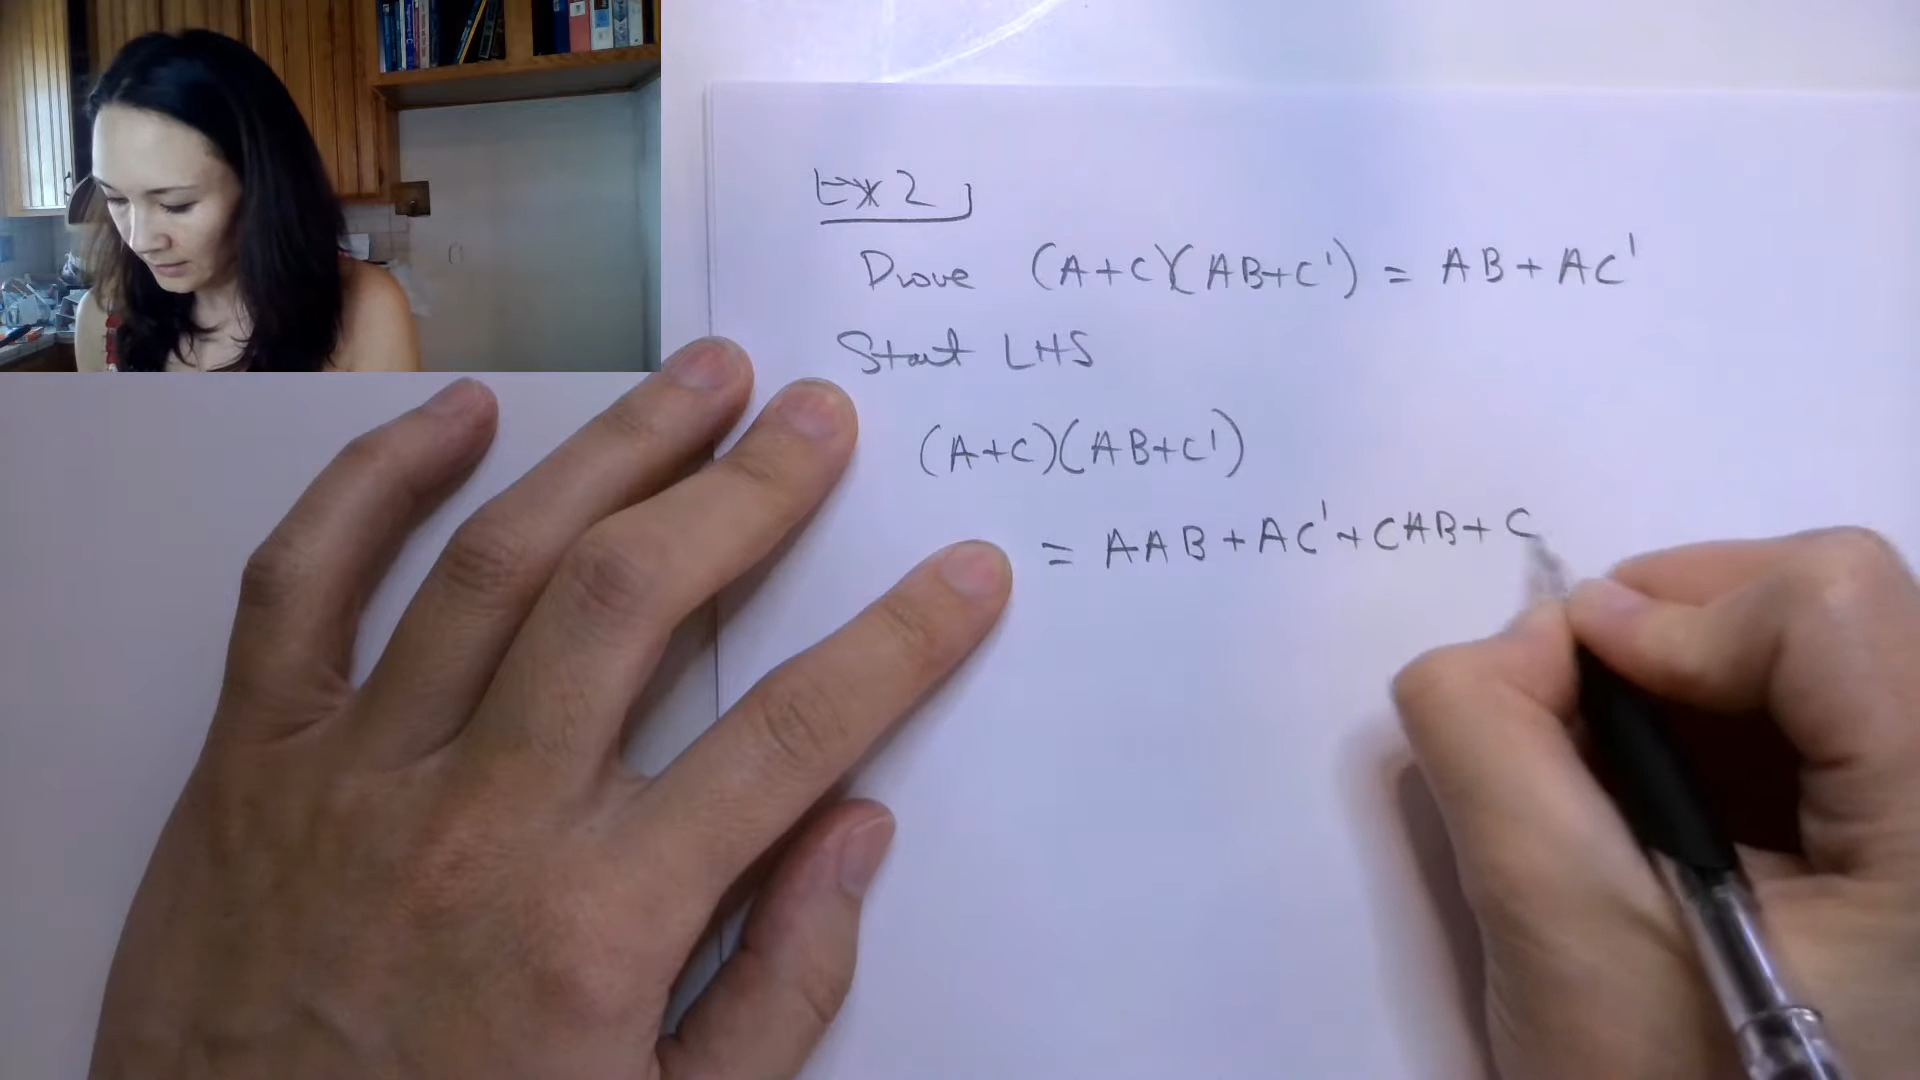 Ex 2
Prove (A+C)(AB+C') = AB + AC'
Start LHS
(A+C)(AB+C')
= AAB + AC' + CAB + C